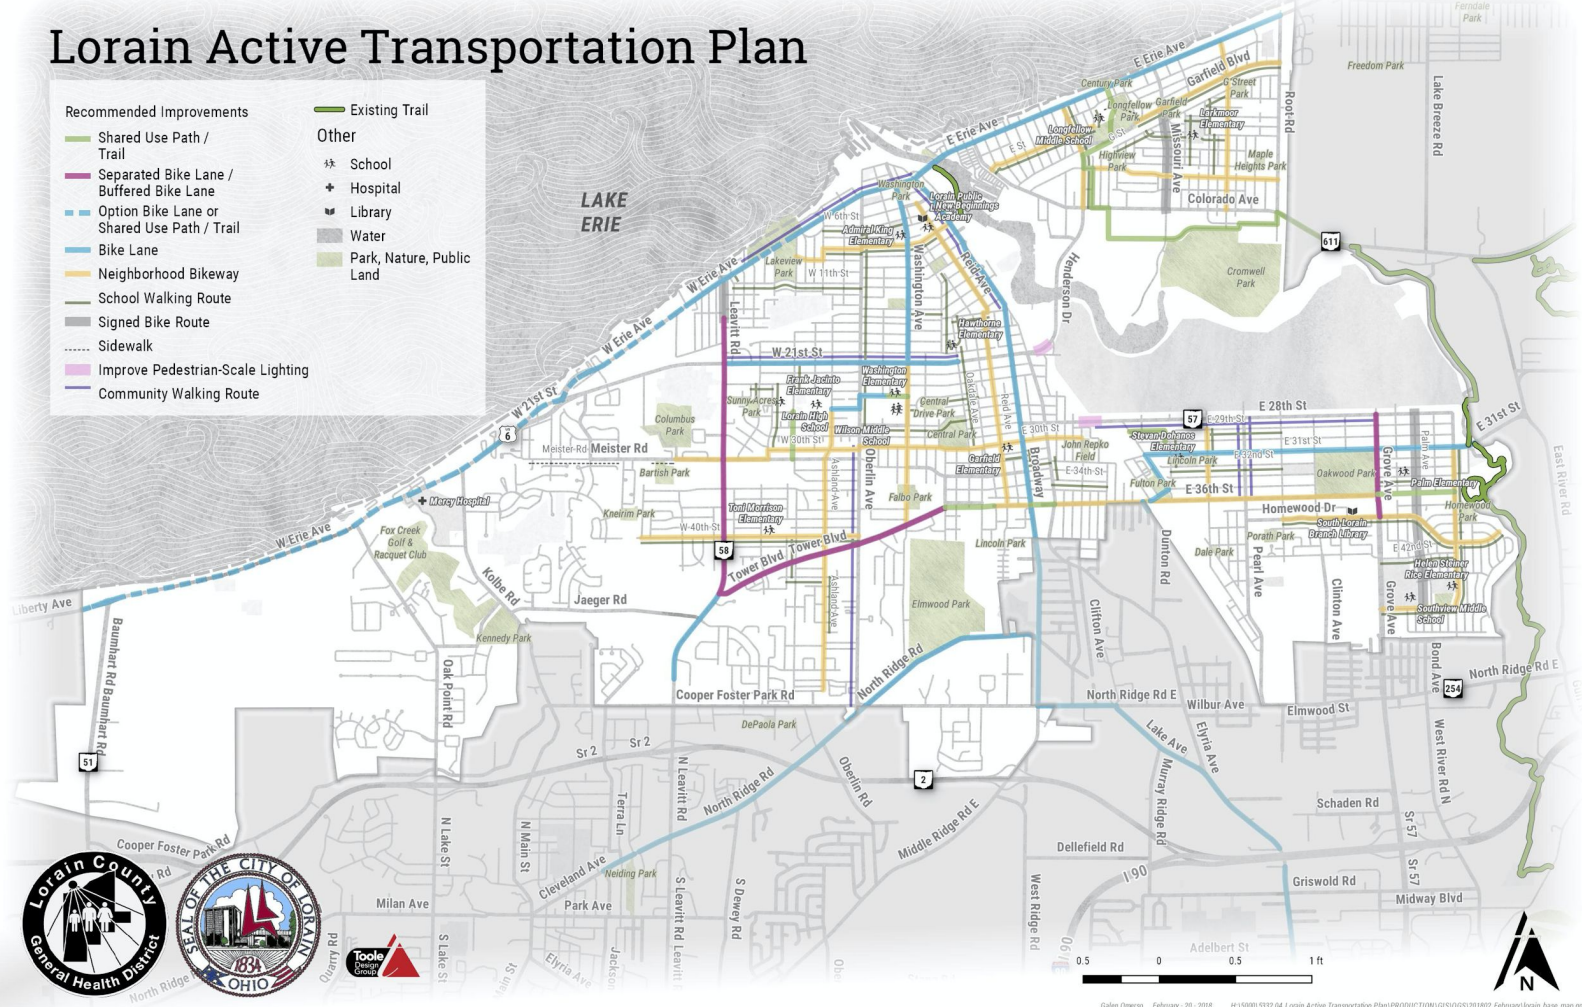 Lorain Active Transportation Plan
Recommended Improvements
Shared Use Path /
Trail
Separated Bike Lane /
Buffered Bike Lane
Option Bike Lane or
Shared Use Path / Trail
Bike Lane
Neighborhood Bikeway
School Walking Route
Signed Bike Route
Sidewalk
Improve Pedestrian-Scale Lighting
Community Walking Route
Existing Trail
Other
School
Hospital
Library
Water
Park, Nature, Public
Land
LAKE
ERIE
Ferndale
Park
Freedom Park
Lake Breeze Rd
Root Rd
E Erie Ave
Garfield Blvd
Century Park
G Street
Park
Longfellow
Park
Garfield
Park
Larkmoor
Elementary
Longfellow
Middle School
E Erie Ave
E St
G St
Highview
Park
Missouri Ave
Maple
Heights Park
Colorado Ave
611
Cromwell
Park
Henderson Dr
Washington
Park
Lorain Public
New Beginnings
Academy
W 6th St
Admiral King
Elementary
Lakeview
Park
W 11th St
Washington Ave
Reid Ave
W Erie Ave
Leavitt Rd
W Erie Ave
Hawthorne
Elementary
W 21st St
W 21st St
6
Frank Jacinto
Elementary
Washington
Elementary
Sunny Acres
Park
Lorain High
School
Central
Drive Park
Oakdale Ave
Reid Ave
Columbus
Park
Wilson Middle
School
Central Park
W 30th St
Meister Rd
Meister Rd
Bartish Park
Garfield
Elementary
E 30th St
Broadway
John Repko
Field
E 34th St
57
E 28th St
E 29th St
E 31st St
E 31st St
E 32nd St
Stevan Dohanos
Elementary
Lincoln Park
Oakwood Park
Grove Ave
Palm Ave
Palm Elementary
Fulton Park
E 36th St
Homewood Dr
Homewood
Park
South Lorain
Branch Library
Porath Park
Dale Park
E 42nd St
Helen Steiner
Rice Elementary
Southview Middle
School
East River Rd
Mercy Hospital
Kneirim Park
Toni Morrison
Elementary
W 40th St
Ashland Ave
Oberlin Ave
Falbo Park
Lincoln Park
58
Tower Blvd
Tower Blvd
Ashland Ave
Elmwood Park
Fox Creek
Golf &
Racquet Club
Kolbe Rd
Jaeger Rd
Kennedy Park
W Erie Ave
Liberty Ave
Baumhart Rd
Baumhart Rd
51
Oak Point Rd
Cooper Foster Park Rd
North Ridge Rd
DePaola Park
Dunton Rd
Clifton Ave
Pearl Ave
Clinton Ave
Grove Ave
Bond Ave
North Ridge Rd E
254
North Ridge Rd E
Wilbur Ave
Elmwood St
Lake Ave
Elyria Ave
West River Rd N
Sr 2
Sr 2
N Leavitt Rd
North Ridge Rd
Oberlin Rd
2
Middle Ridge Rd E
Murray Ridge Rd
Schaden Rd
Sr 57
Sr 57
Dellefield Rd
I 90
Griswold Rd
Midway Blvd
Adelbert St
West Ridge Rd
Terra Ln
N Lake St
N Main St
Cleveland Ave
Neiding Park
Park Ave
Milan Ave
S Leavitt Rd
S Dewey Rd
Cooper Foster Park Rd
Rd
Quarry Rd
S Lake St
Elyria Ave
Leavitt
North Ridge
Lorain County
General Health District
SEAL OF THE CITY OF LORAIN
1834
OHIO
Toole
Design
Group
0.5 0 0.5 1 ft
N